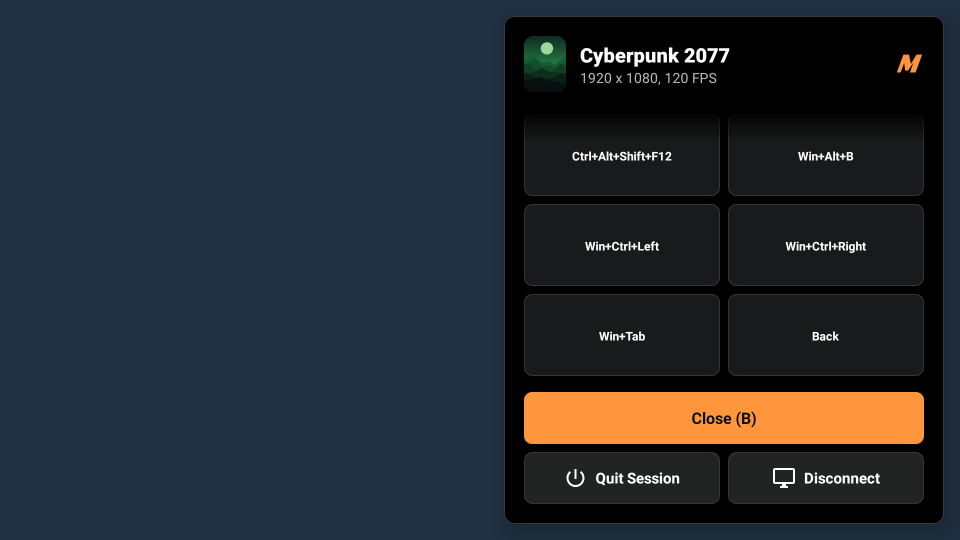 Cyberpunk 2077
M
1920 x 1080, 120 FPS
Ctrl+Alt+Shift+F12
Win+Alt+B
Win+Ctrl+Left
Win+Ctrl+Right
Win+Tab
Back
Close (B)
Quit Session
Disconnect